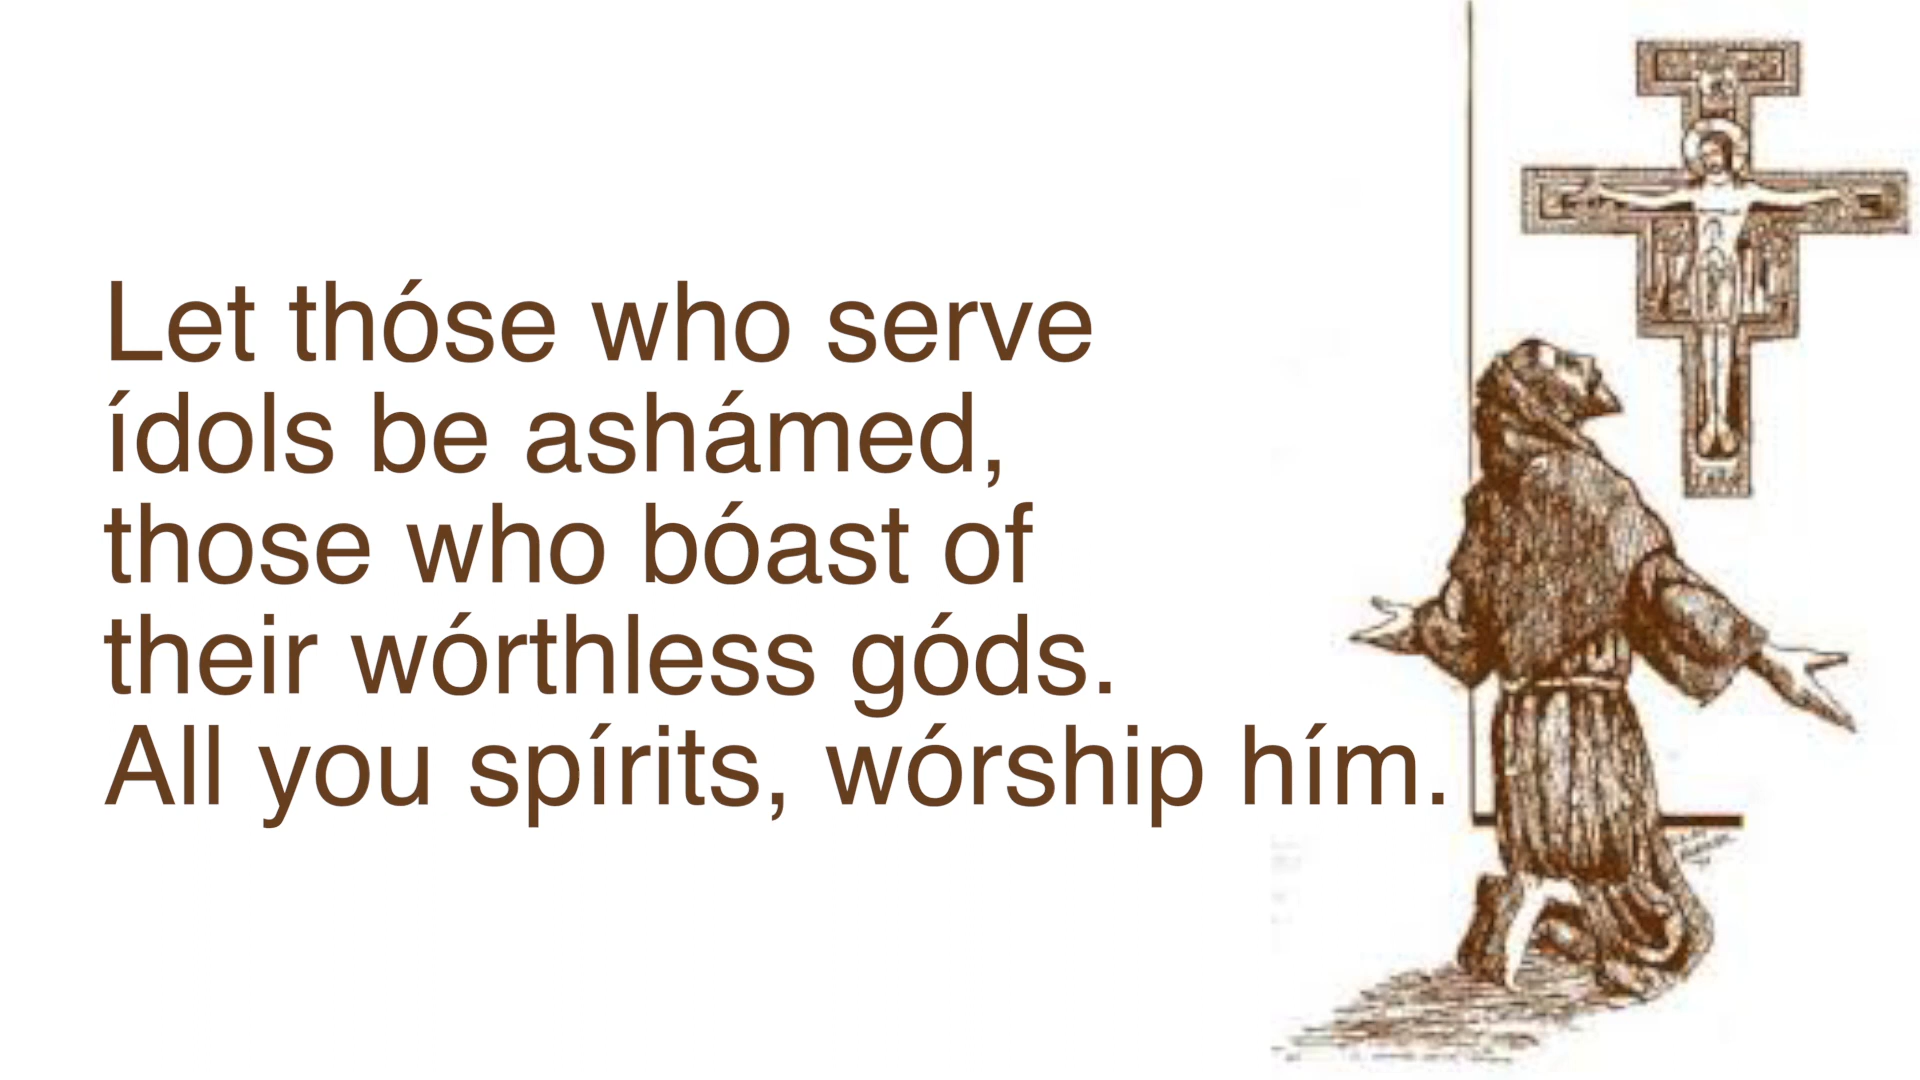 Let thóse who serve
ídols be ashámed,
those who bóast of
their wórthless góds.
All you spírits, wórship hím.